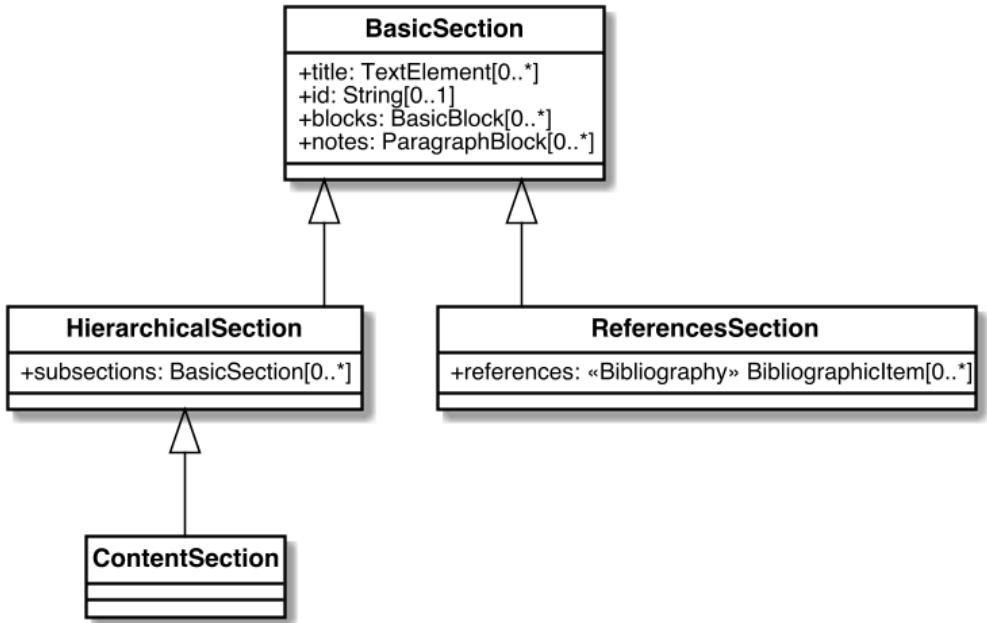 BasicSection
+title: TextElement[0..*]
+id: String[0..1]
+blocks: BasicBlock[0..*]
+notes: ParagraphBlock[0..*]
HierarchicalSection
+subsections: BasicSection[0..*]
ReferencesSection
+references: «Bibliography» BibliographicItem[0..*]
ContentSection